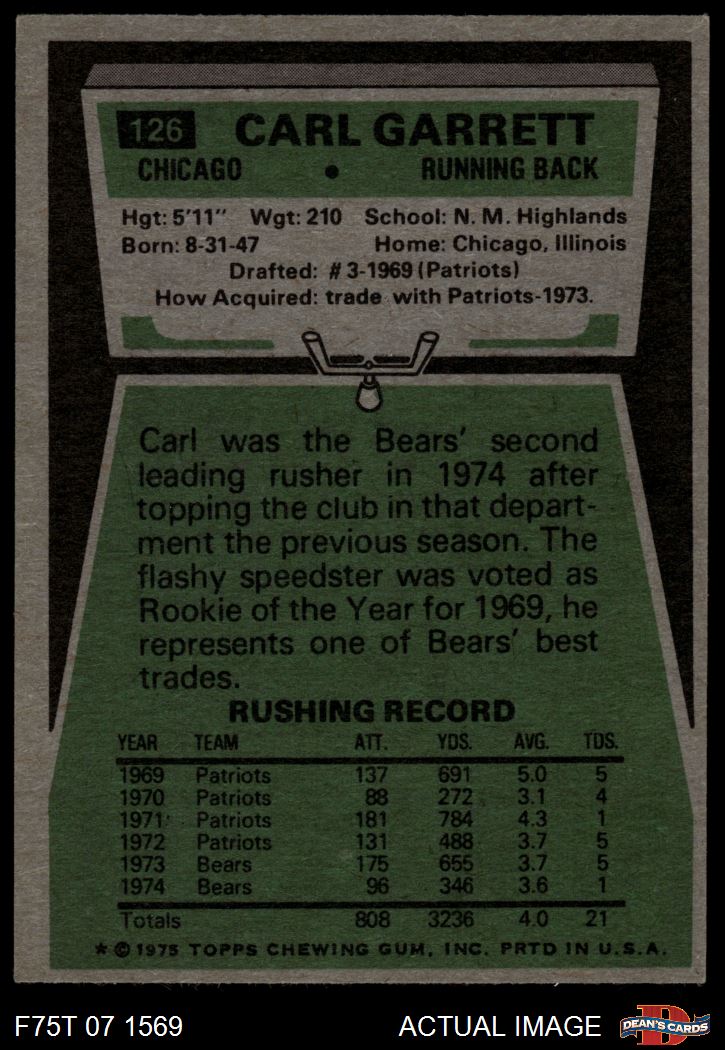 126 CARL GARRETT
CHICAGO • RUNNING BACK
Hgt: 5'11" Wgt: 210 School: N. M. Highlands
Born: 8-31-47 Home: Chicago, Illinois
Drafted: #3-1969 (Patriots)
How Acquired: trade with Patriots-1973.
Carl was the Bears' second
leading rusher in 1974 after
topping the club in that depart-
ment the previous season. The
flashy speedster was voted as
Rookie of the Year for 1969, he
represents one of Bears' best
trades.
RUSHING RECORD
YEAR TEAM ATT. YDS. AVG. TDS.
1969 Patriots 137 691 5.0 5
1970 Patriots 88 272 3.1 4
1971 Patriots 181 784 4.3 1
1972 Patriots 131 488 3.7 5
1973 Bears 175 655 3.7 5
1974 Bears 96 346 3.6 1
Totals 808 3236 4.0 21
* © 1975 TOPPS CHEWING GUM, INC. PRTD IN U.S.A.
F75T 07 1569 ACTUAL IMAGE D DEAN'S CARDS